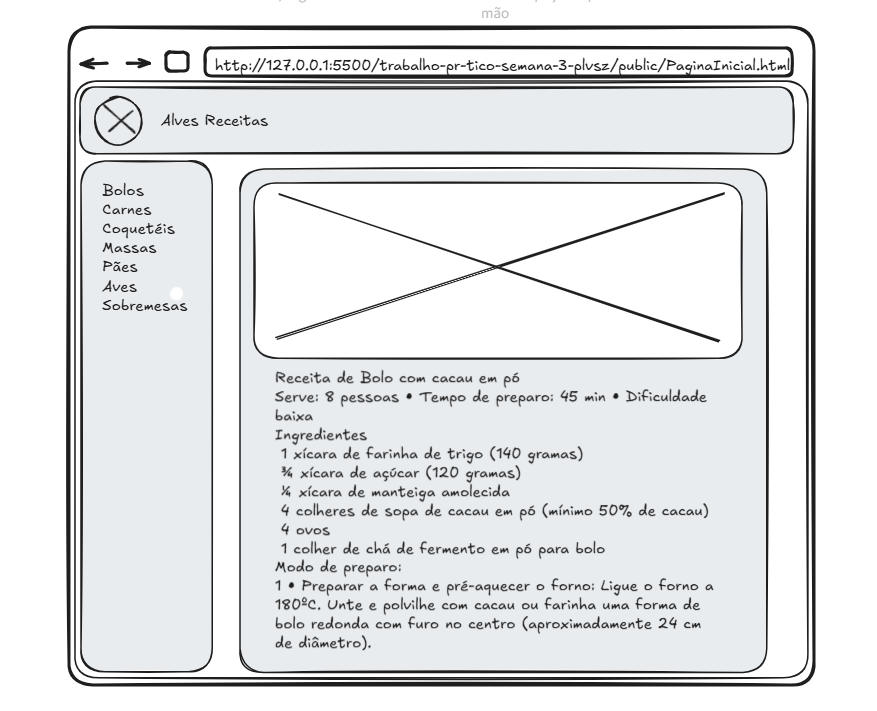 mão
http://127.0.0.1:5500/trabalho-pr-tico-semana-3-plvsz/public/PaginaInicial.html
Alves Receitas
Bolos
Carnes
Coquetéis
Massas
Pães
Aves
Sobremesas
Receita de Bolo com cacau em pó
Serve: 8 pessoas • Tempo de preparo: 45 min • Dificuldade
baixa
Ingredientes
1 xícara de farinha de trigo (140 gramas)
¾ xícara de açúcar (120 gramas)
¼ xícara de manteiga amolecida
4 colheres de sopa de cacau em pó (mínimo 50% de cacau)
4 ovos
1 colher de chá de fermento em pó para bolo
Modo de preparo:
1 • Preparar a forma e pré-aquecer o forno: Ligue o forno a
180ºC. Unte e polvilhe com cacau ou farinha uma forma de
bolo redonda com furo no centro (aproximadamente 24 cm
de diâmetro).